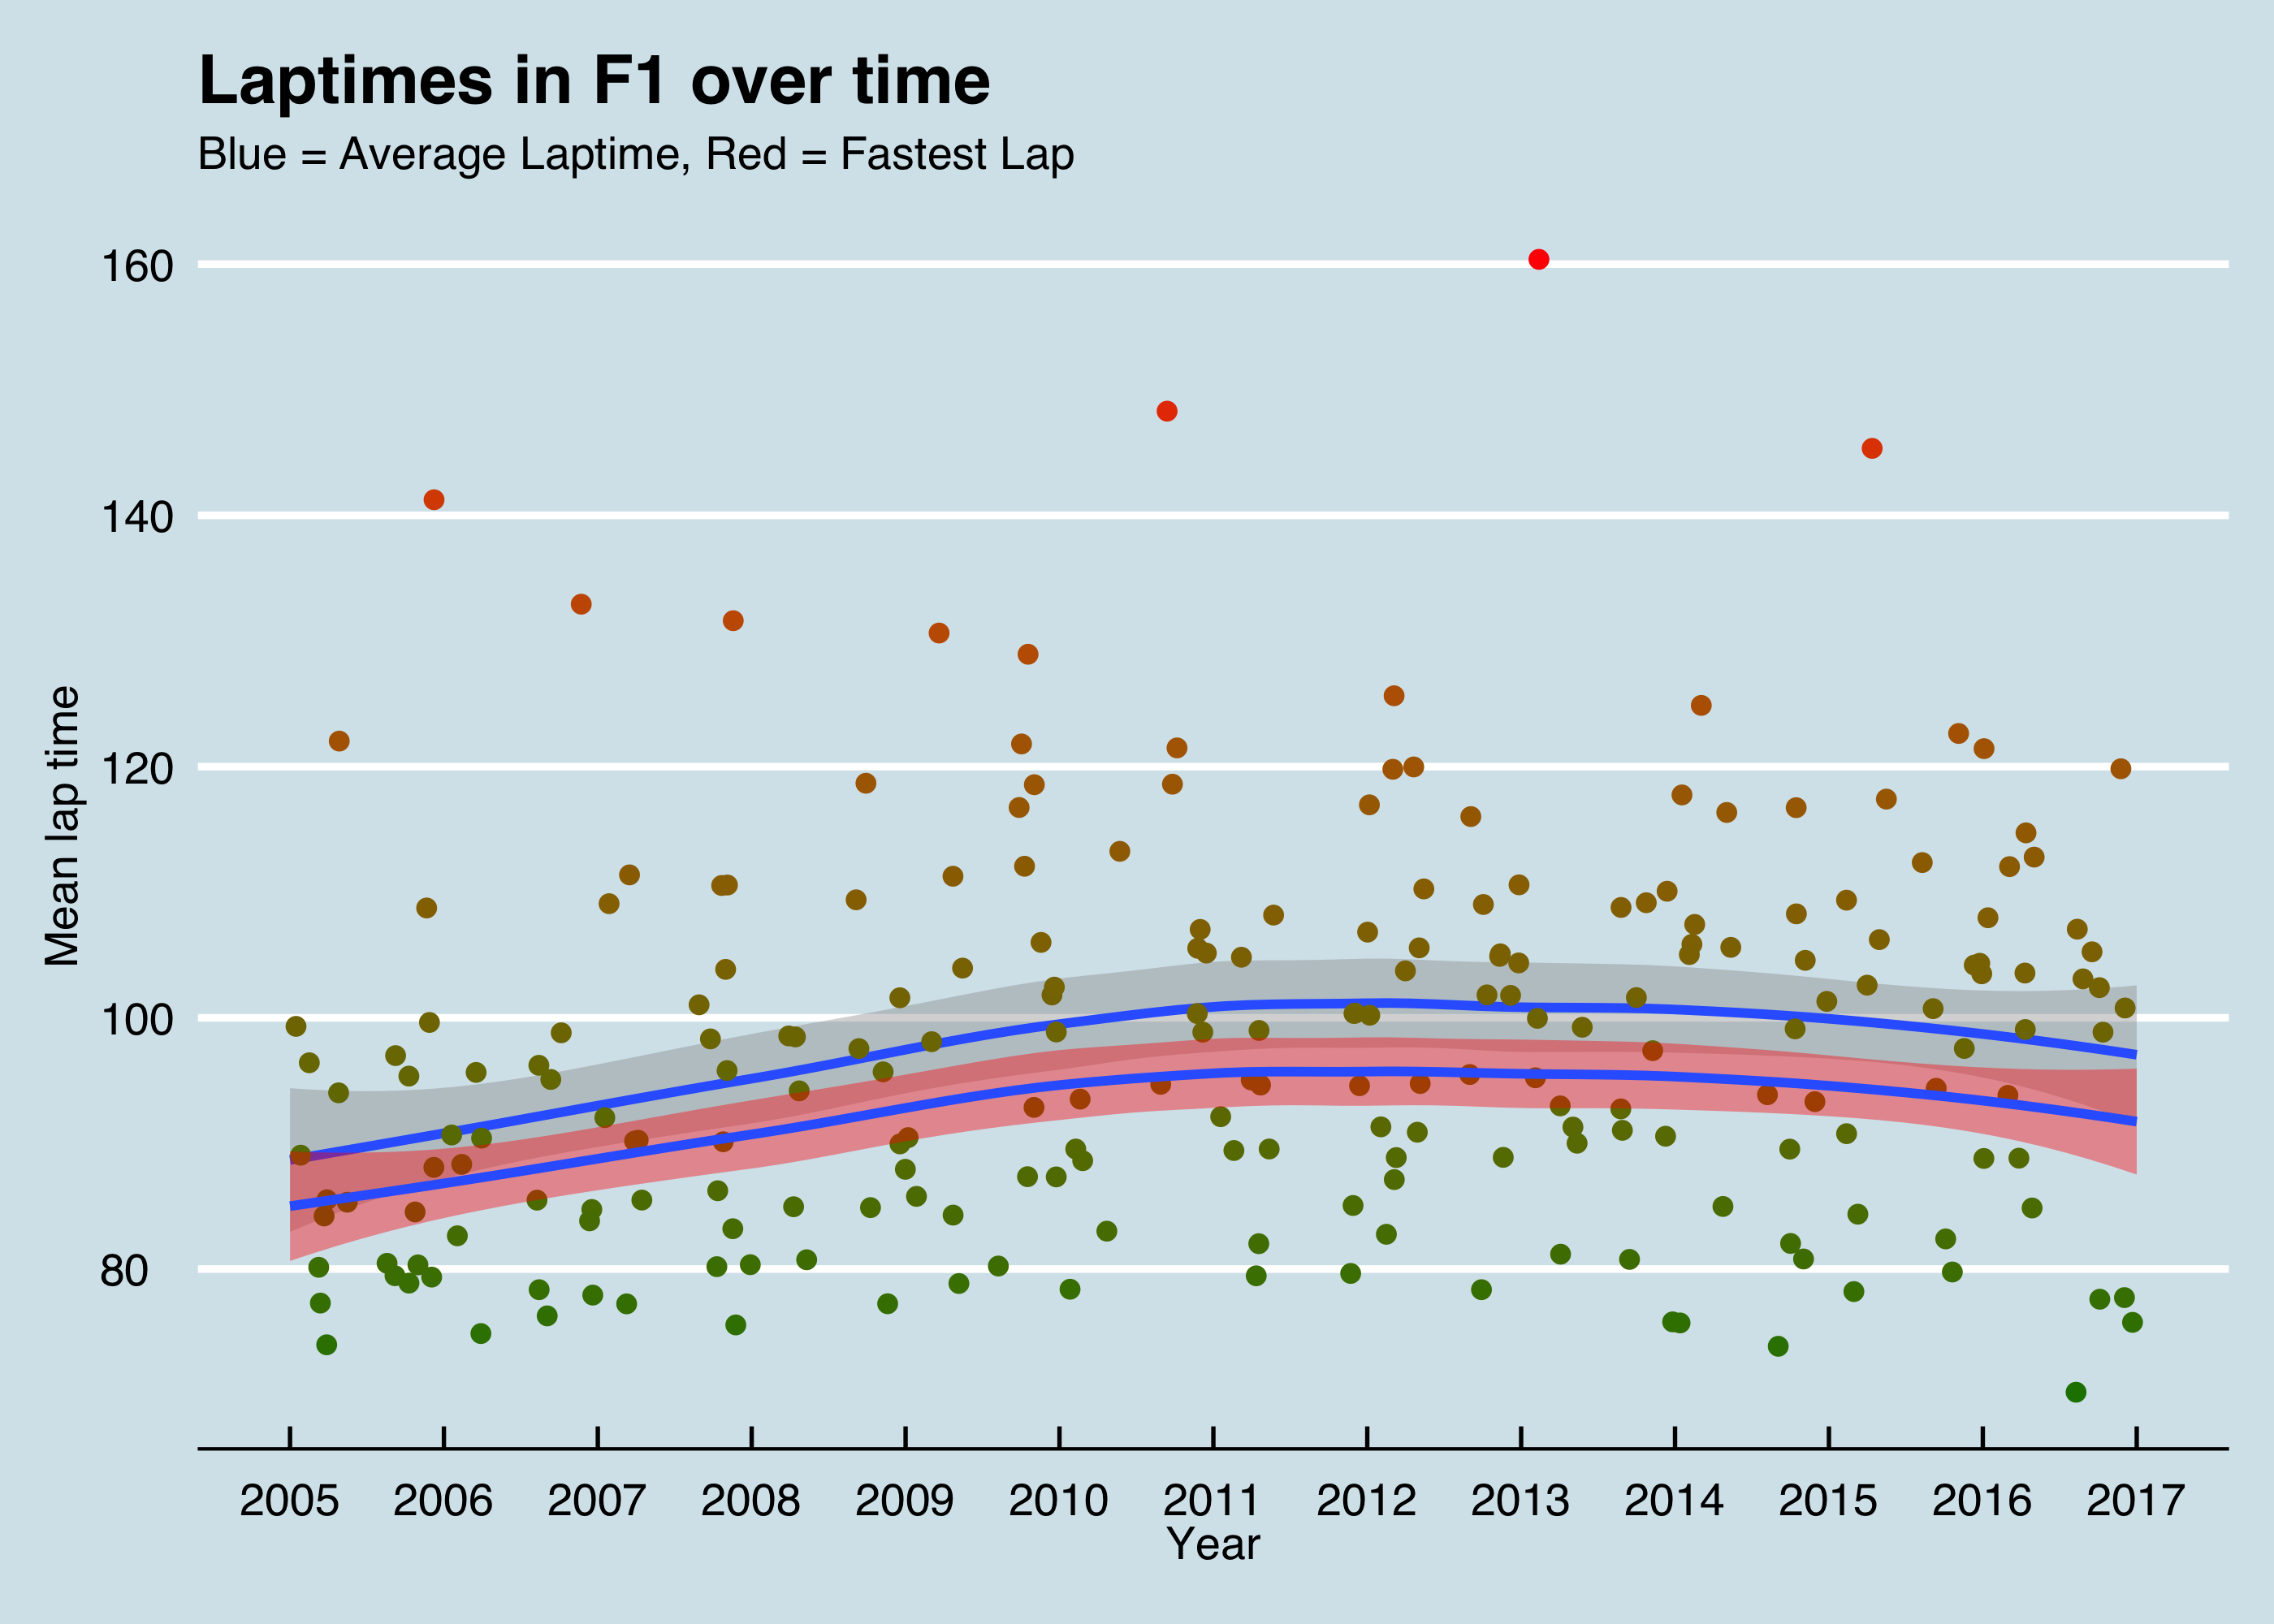 Laptimes in F1 over time
Blue = Average Laptime, Red = Fastest Lap
160
140
120
100
80
Mean lap time
2005 2006 2007 2008 2009 2010 2011 2012 2013 2014 2015 2016 2017
Year